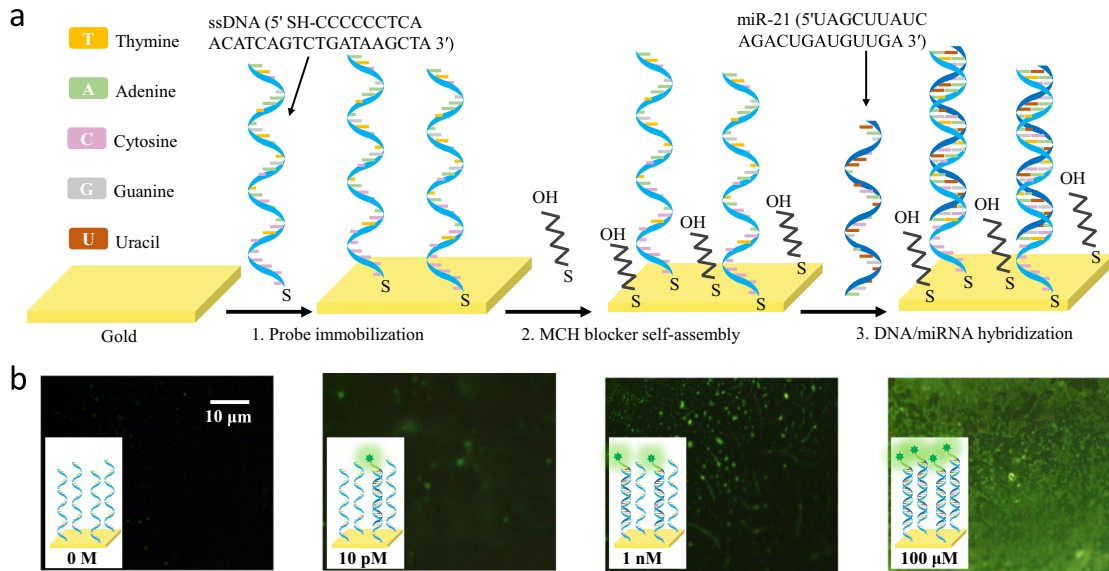 a
ssDNA (5' SH-CCCCCCTCA
ACATCAGTCTGATAAGCTA 3′)
miR-21 (5'UAGCUUAUC
AGACUGAUGUUGA 3′)
T Thymine
A Adenine
C Cytosine
G Guanine
U Uracil
OH
OH
OH
OH
OH
OH
OH
S
S
S
S
S
S
S
S
S
S
S
S
S
S
Gold
1. Probe immobilization
2. MCH blocker self-assembly
3. DNA/miRNA hybridization
b
10 μm
0 M
10 pM
1 nM
100 μM